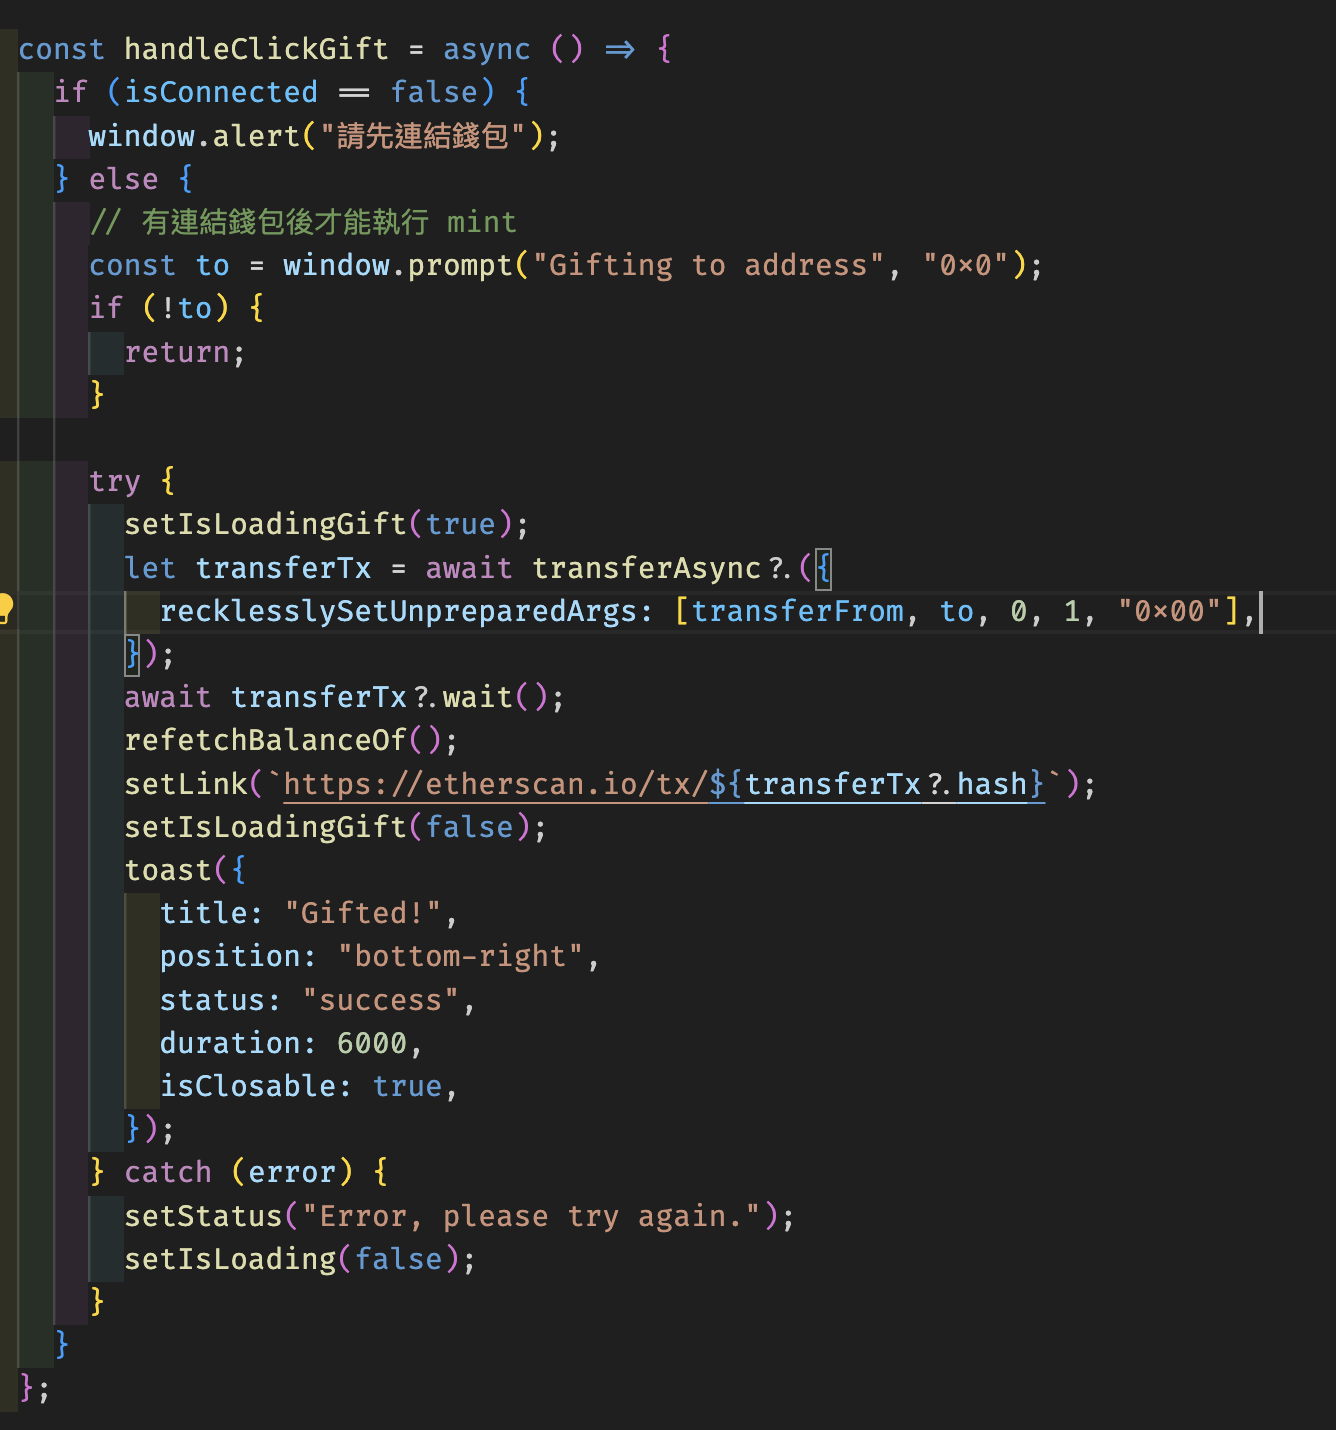 const handleClickGift = async () => {
if (isConnected == false) {
window.alert("請先連結錢包");
} else {
// 有連結錢包後才能執行 mint
const to = window.prompt("Gifting to address", "0x0");
if (!to) {
return;
}
try {
setIsLoadingGift(true);
let transferTx = await transferAsync?.({
recklesslySetUnpreparedArgs: [transferFrom, to, 0, 1, "0x00"],
});
await transferTx?.wait();
refetchBalanceOf();
setLink(`https://etherscan.io/tx/${transferTx?.hash}`);
setIsLoadingGift(false);
toast({
title: "Gifted!",
position: "bottom-right",
status: "success",
duration: 6000,
isClosable: true,
});
} catch (error) {
setStatus("Error, please try again.");
setIsLoading(false);
}
}
};